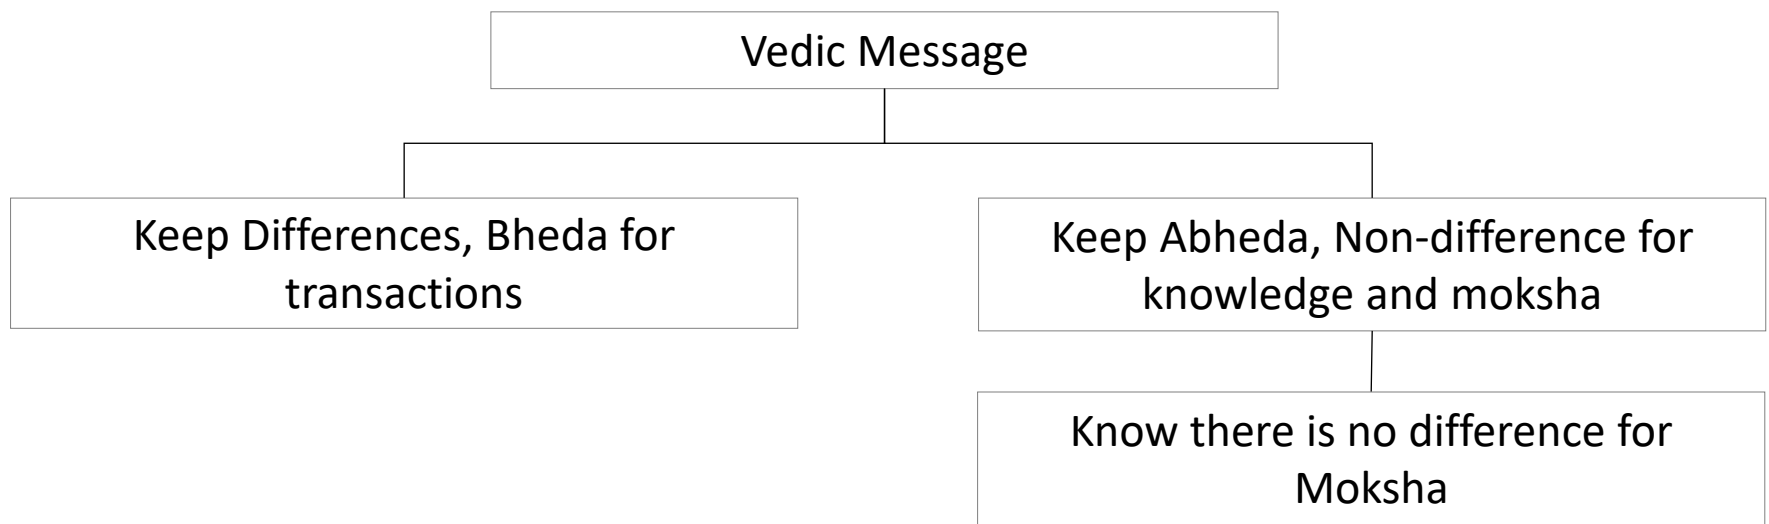 Vedic Message
Keep Differences, Bheda for
transactions
Keep Abheda, Non-difference for
knowledge and moksha
Know there is no difference for
Moksha